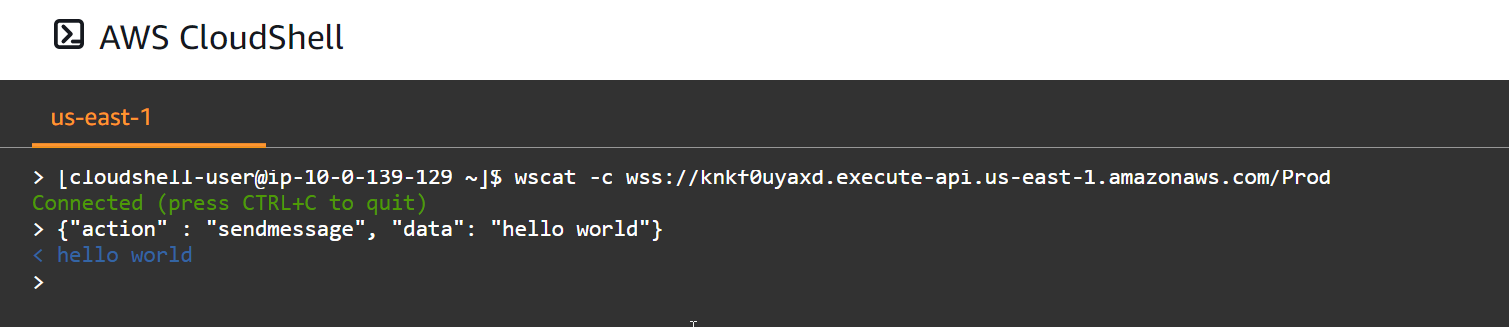 AWS CloudShell
us-east-1
> [cloudshell-user@ip-10-0-139-129 ~]$ wscat -c wss://knkf0uyaxd.execute-api.us-east-1.amazonaws.com/Prod
Connected (press CTRL+C to quit)
> {"action" : "sendmessage", "data": "hello world"}
< hello world
>